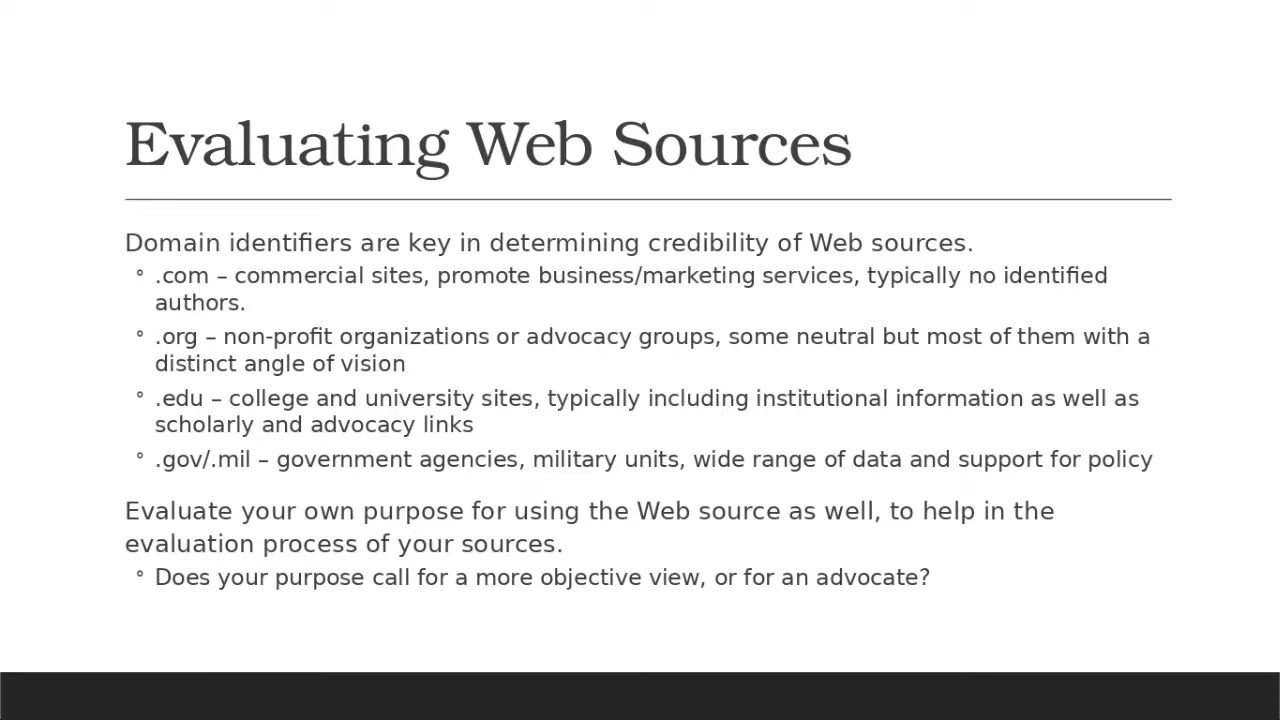 Evaluating Web Sources
Domain identifiers are key in determining credibility of Web sources.
° .com – commercial sites, promote business/marketing services, typically no identified
authors.
° .org – non-profit organizations or advocacy groups, some neutral but most of them with a
distinct angle of vision
° .edu – college and university sites, typically including institutional information as well as
scholarly and advocacy links
° .gov/.mil – government agencies, military units, wide range of data and support for policy
Evaluate your own purpose for using the Web source as well, to help in the
evaluation process of your sources.
° Does your purpose call for a more objective view, or for an advocate?